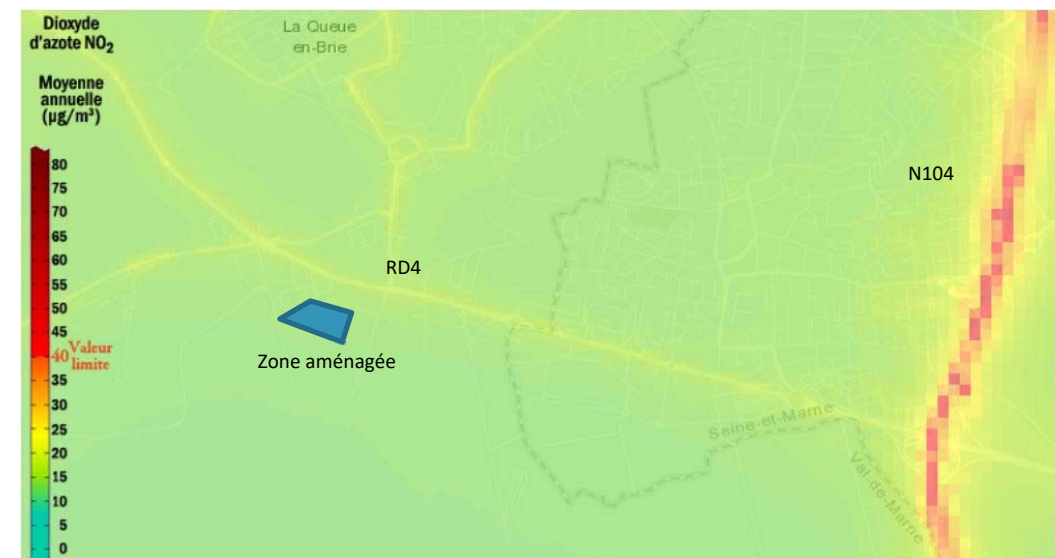 Dioxyde
d'azote NO₂
Moyenne
annuelle
(µg/m³)
80
75
70
65
60
55
50
45
40 Valeur
limite
35
30
25
20
15
10
5
0
La Queue
en-Brie
N104
RD4
Zone aménagée
Seine-et-Marne
Val-de-Marne